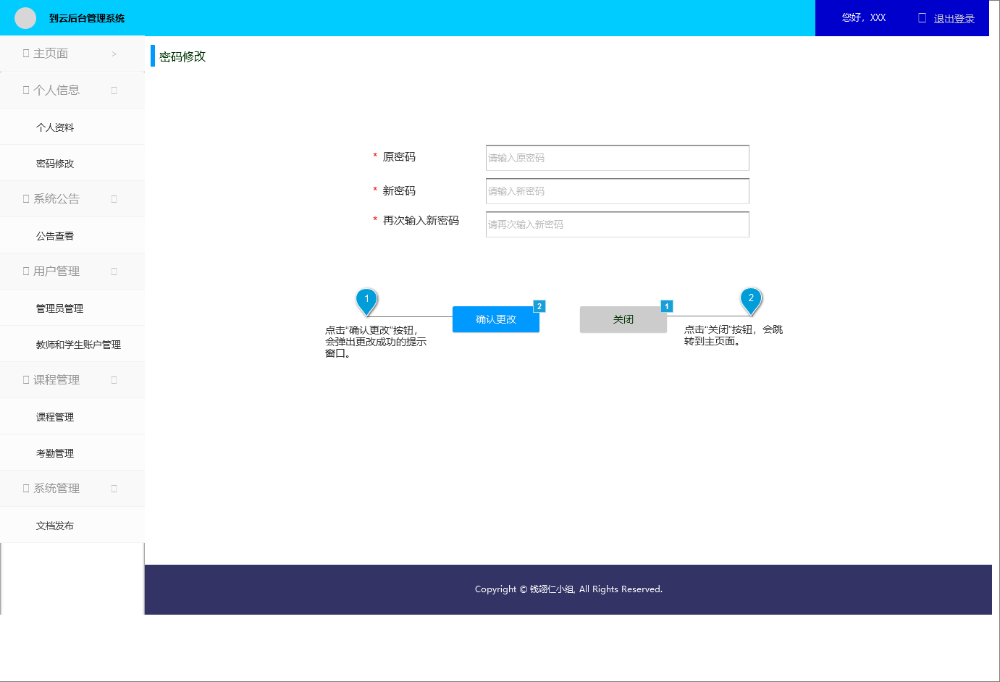 到云后台管理系统
您好，XXX
退出登录
主页面 >
个人信息
个人资料
密码修改
系统公告
公告查看
用户管理
管理员管理
教师和学生账户管理
课程管理
课程管理
考勤管理
系统管理
文档发布
密码修改
* 原密码
请输入原密码
* 新密码
请输入新密码
* 再次输入新密码
请再次输入新密码
1
点击“确认更改”按钮，
会弹出更改成功的提示
窗口。
确认更改
2
关闭
1
2
点击“关闭”按钮，会跳
转到主页面。
Copyright © 钱翊仁小组, All Rights Reserved.